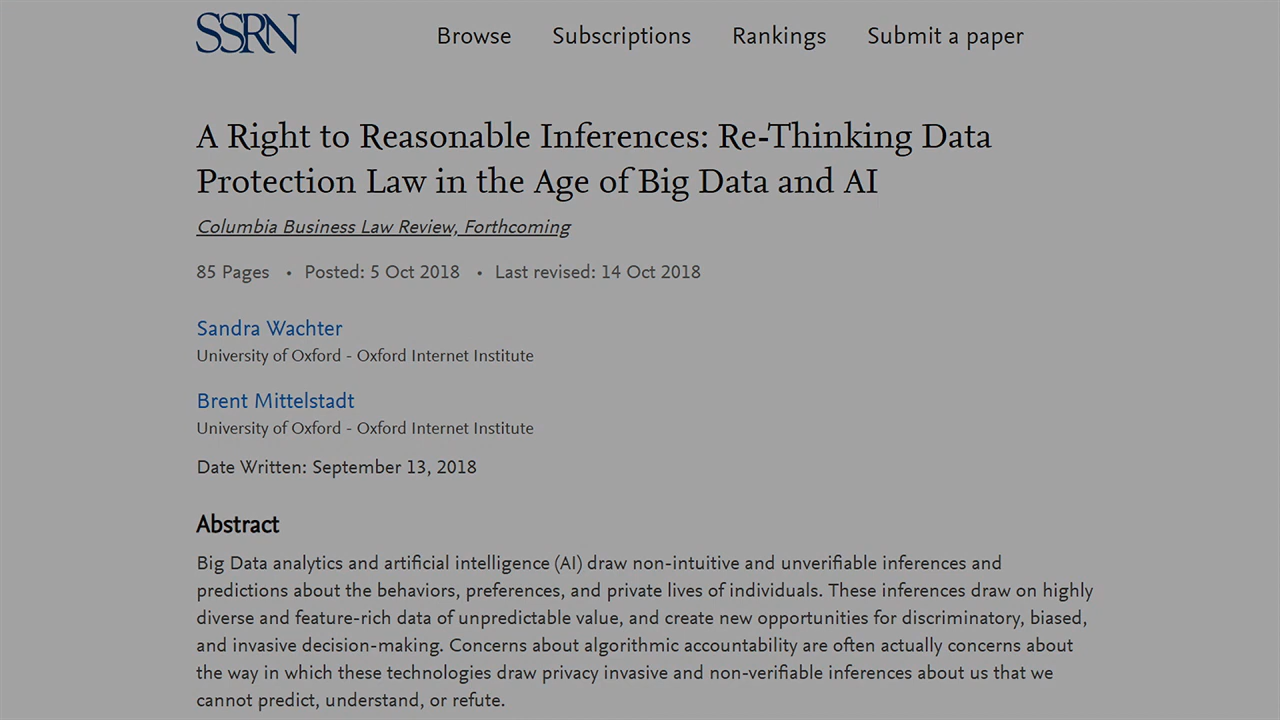 SSRN
Browse Subscriptions Rankings Submit a paper
A Right to Reasonable Inferences: Re-Thinking Data
Protection Law in the Age of Big Data and AI
Columbia Business Law Review, Forthcoming
85 Pages • Posted: 5 Oct 2018 • Last revised: 14 Oct 2018
Sandra Wachter
University of Oxford - Oxford Internet Institute
Brent Mittelstadt
University of Oxford - Oxford Internet Institute
Date Written: September 13, 2018
Abstract
Big Data analytics and artificial intelligence (AI) draw non-intuitive and unverifiable inferences and
predictions about the behaviors, preferences, and private lives of individuals. These inferences draw on highly
diverse and feature-rich data of unpredictable value, and create new opportunities for discriminatory, biased,
and invasive decision-making. Concerns about algorithmic accountability are often actually concerns about
the way in which these technologies draw privacy invasive and non-verifiable inferences about us that we
cannot predict, understand, or refute.